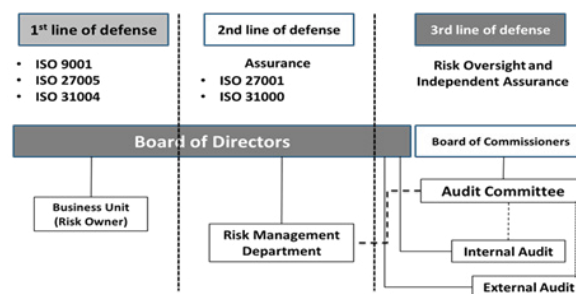 1st line of defense
• ISO 9001
• ISO 27005
• ISO 31004
2nd line of defense
Assurance
• ISO 27001
• ISO 31000
3rd line of defense
Risk Oversight and
Independent Assurance
Board of Directors
Board of Commissioners
Business Unit
(Risk Owner)
Risk Management
Department
Audit Committee
Internal Audit
External Audit